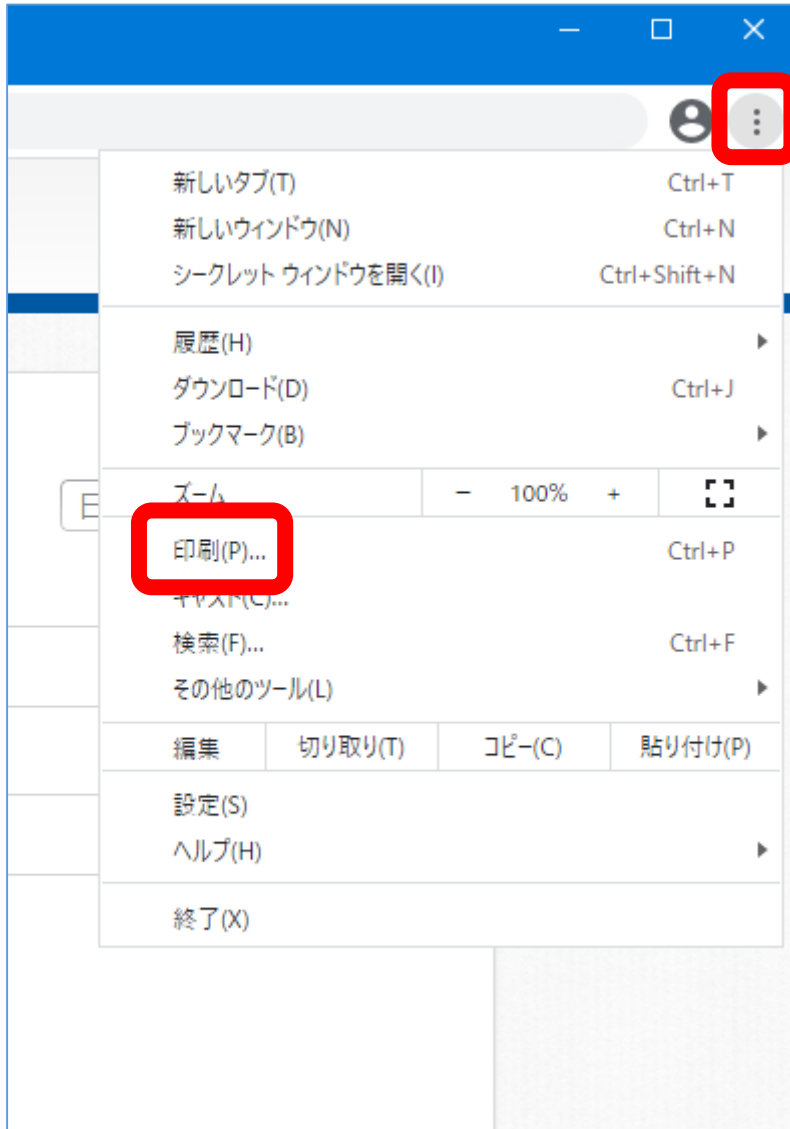 新しいタブ(T) Ctrl+T
新しいウィンドウ(N) Ctrl+N
シークレット ウィンドウを開く(I) Ctrl+Shift+N
履歴(H)
ダウンロード(D) Ctrl+J
ブックマーク(B)
ズーム − 100% +
印刷(P)... Ctrl+P
キャスト(C)...
検索(F)... Ctrl+F
その他のツール(L)
編集 切り取り(T) コピー(C) 貼り付け(P)
設定(S)
ヘルプ(H)
終了(X)